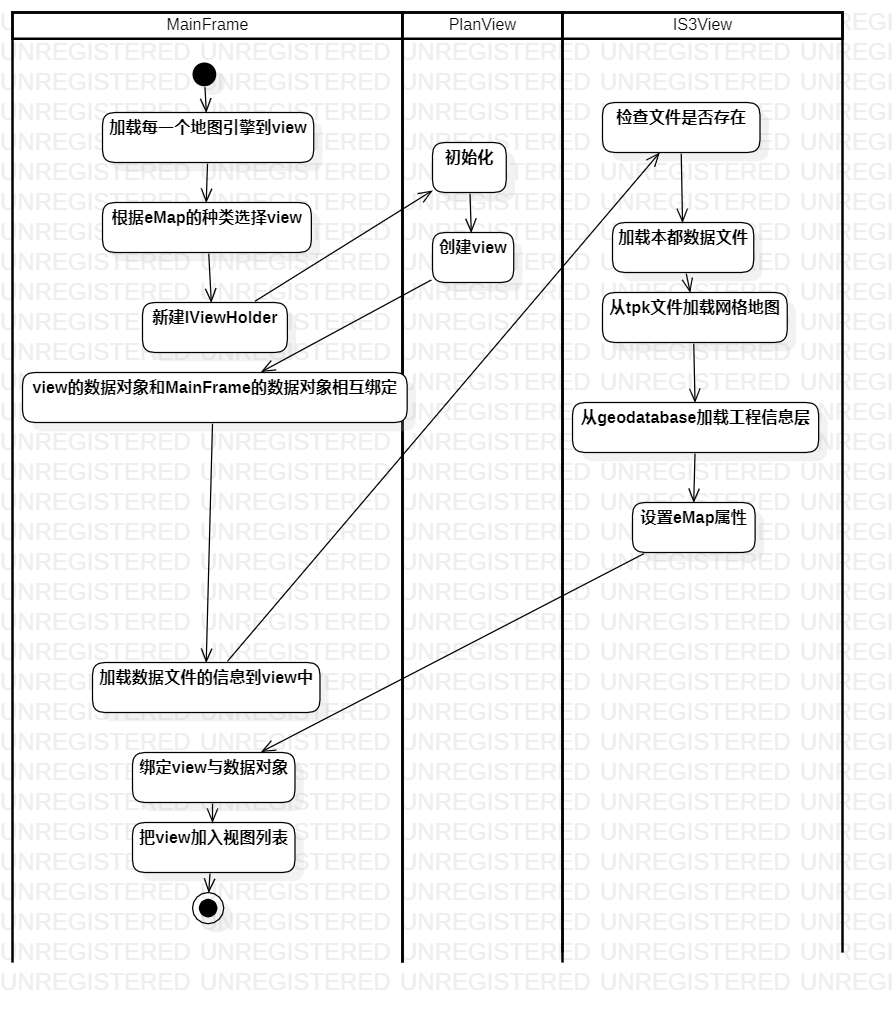 MainFrame
PlanView
IS3View
加载每一个地图引擎到view
根据eMap的种类选择view
新建IViewHolder
view的数据对象和MainFrame的数据对象相互绑定
加载数据文件的信息到view中
绑定view与数据对象
把view加入视图列表
初始化
创建view
检查文件是否存在
加载本都数据文件
从tpk文件加载网格地图
从geodatabase加载工程信息层
设置eMap属性
UNREGISTERED